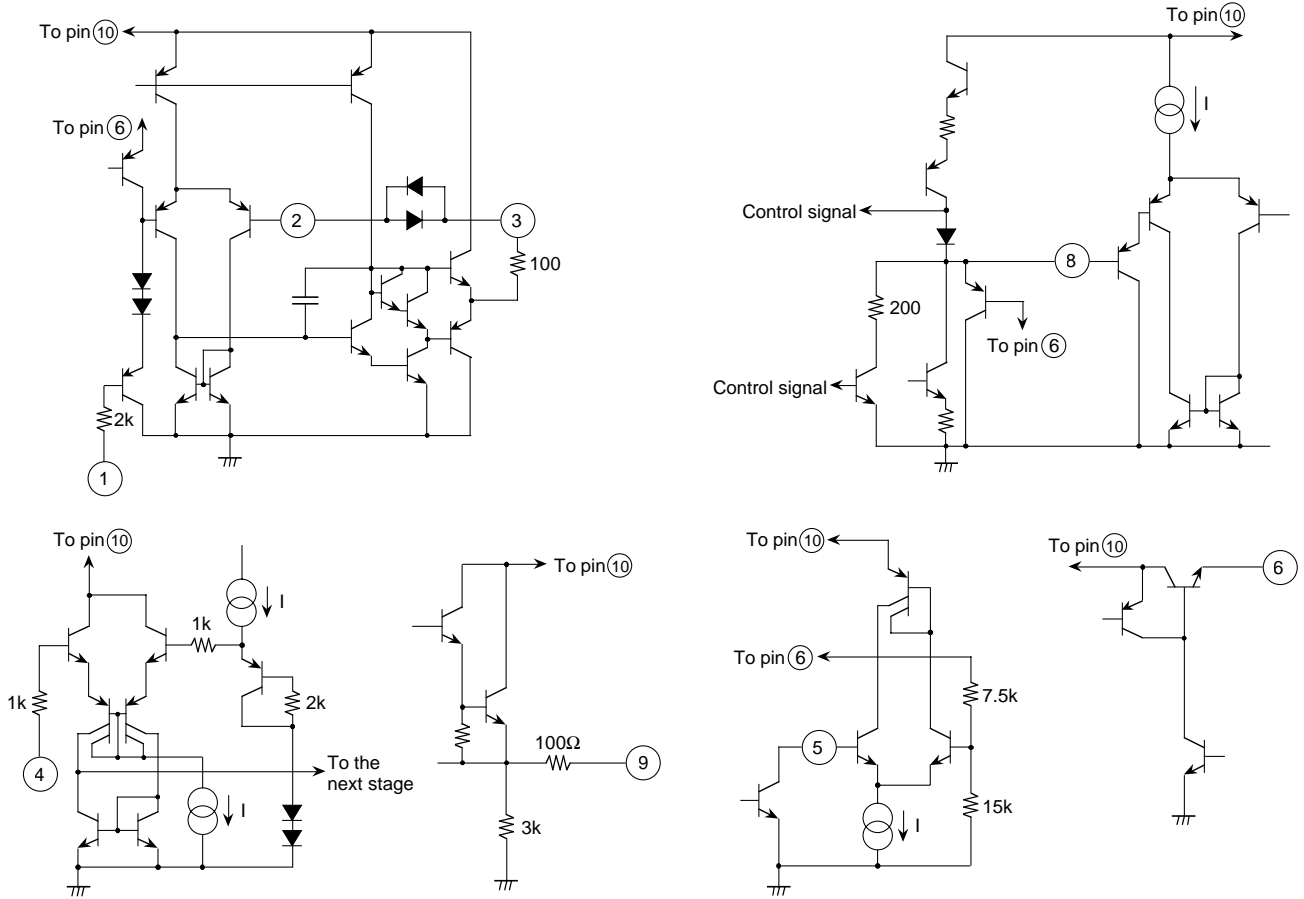 To pin 10
To pin 6
2
3
100
2k
1
To pin 10
I
Control signal
8
200
To pin 6
Control signal
To pin 10
I
1k
1k
2k
4
To the
next stage
I
To pin 10
100Ω
9
3k
To pin 10
To pin 6
7.5k
5
15k
I
To pin 10
6